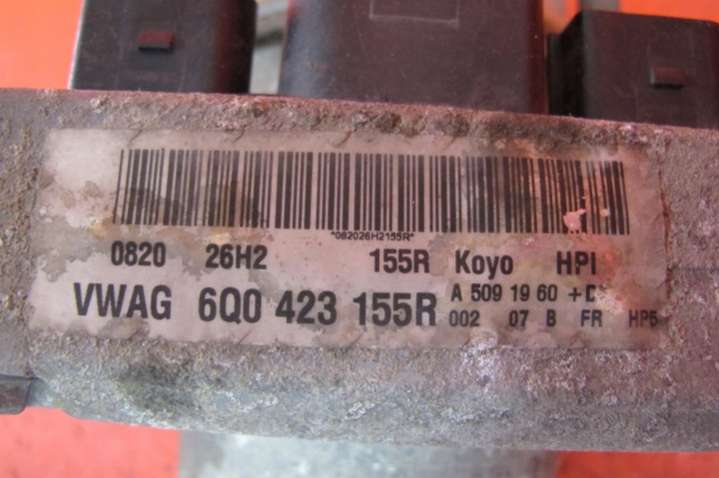 *082026H2155R*
0820 26H2 155R Koyo HPI
VWAG 6Q0 423 155R
A 509 19 60 + D
002 07 B FR HP5